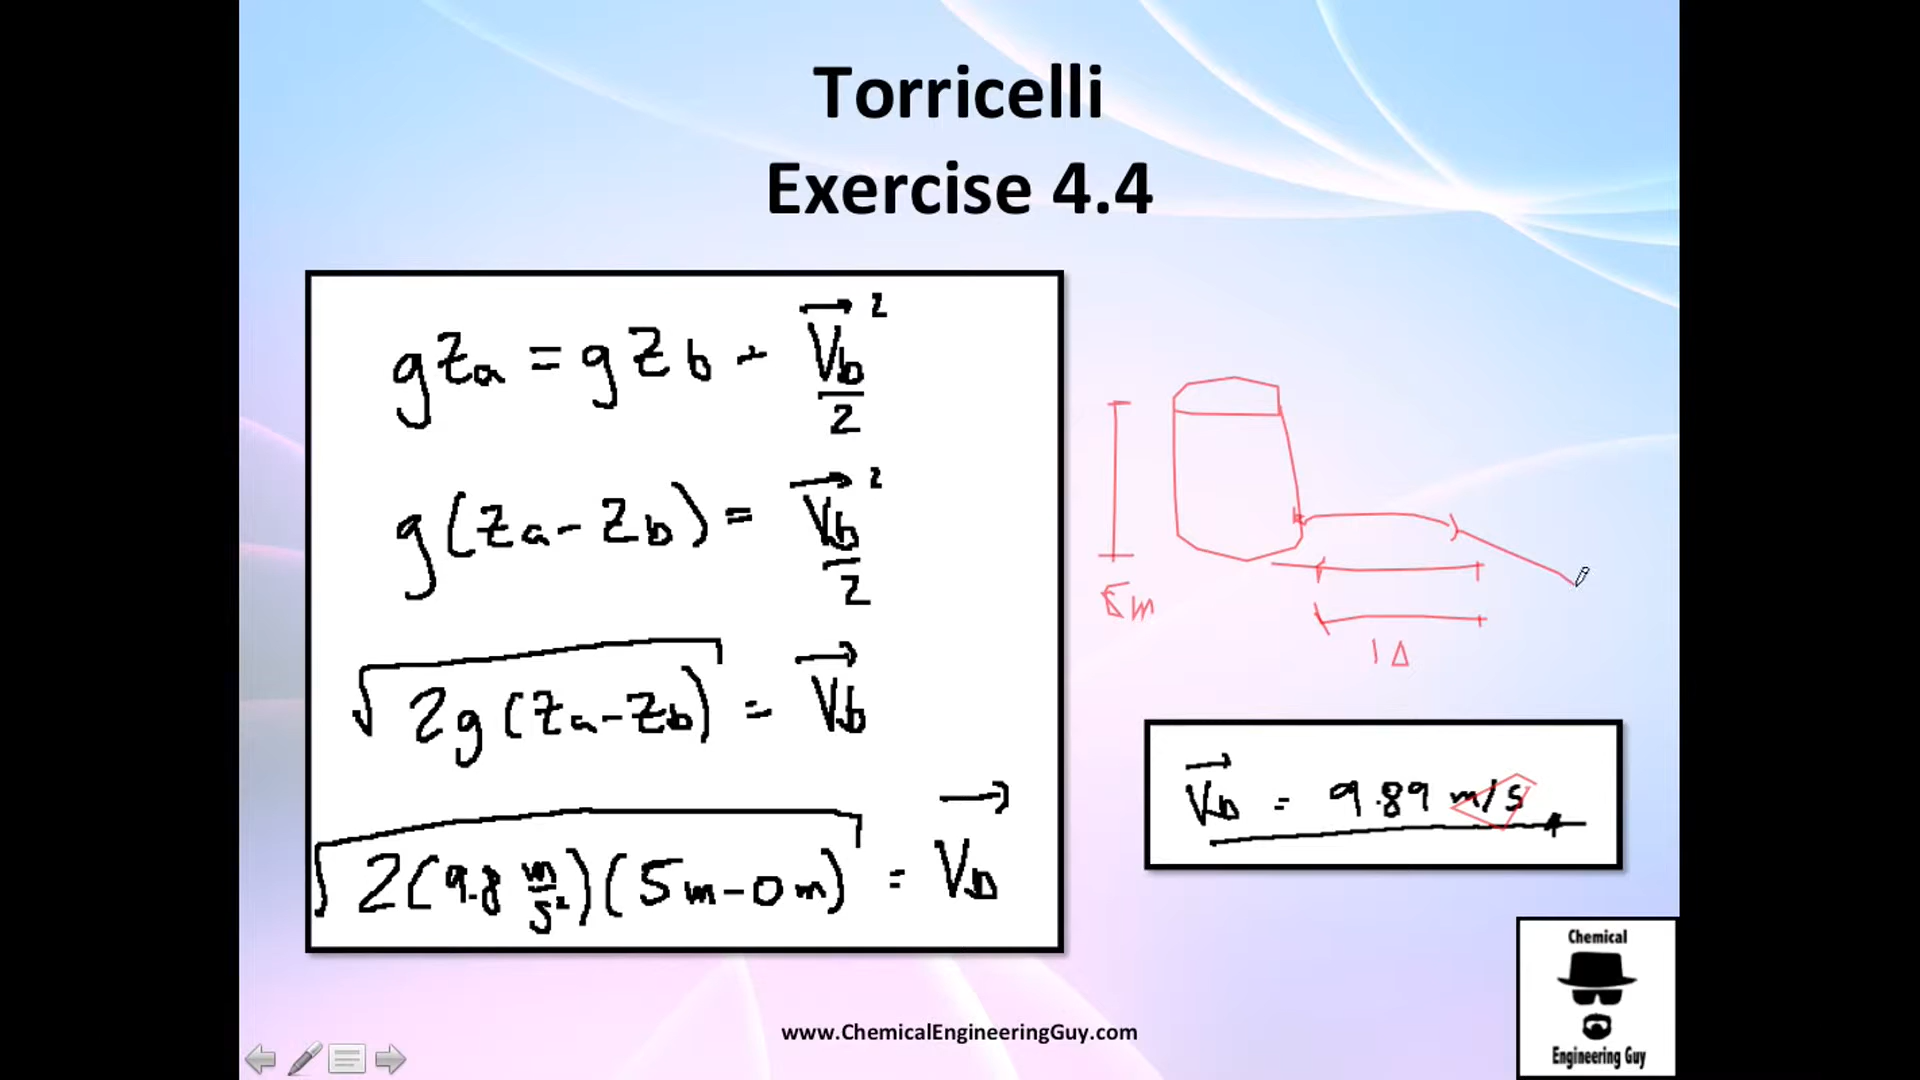 Torricelli
Exercise 4.4
gZa = gZb + Vb²/2
g(Za-Zb) = Vb²/2
√2g(Za-Zb) = Vb
√2(9.8 m/s²)(5m-0m) = Vb
5m
1Δ
Vb = 9.89 m/s
Chemical
Engineering Guy
www.ChemicalEngineeringGuy.com